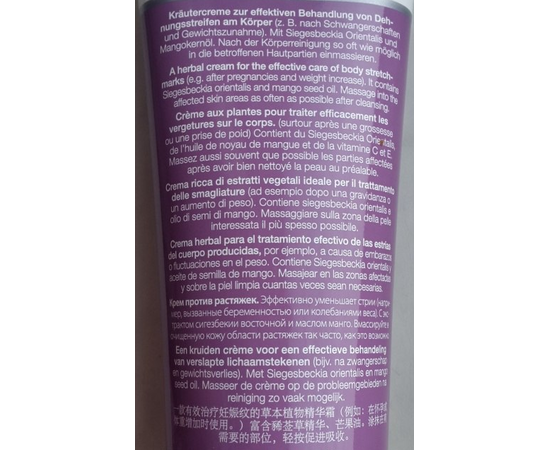 Kräutercreme zur effektiven Behandlung von Deh-
nungsstreifen am Körper (z. B. nach Schwangerschaften
und Gewichtszunahme). Mit Siegesbeckia Orientalis und
Mangokernöl. Nach der Körperreinigung so oft wie möglich
in die betroffenen Hautpartien einmassieren.
A herbal cream for the effective care of body stretch-
marks (e.g. after pregnancies and weight increase). It contains
Siegesbeckia orientalis and mango seed oil. Massage into the
affected skin areas as often as possible after cleansing.
Crème aux plantes pour traiter efficacement les
vergetures sur le corps. (surtout après une grossesse
ou une prise de poid) Contient du Siegesbeckia Orientalis,
de l'huile de noyau de mangue et de la vitamine C et E.
Massez aussi souvent que possible les parties affectées
après avoir bien nettoyé la peau au préalable.
Crema ricca di estratti vegetali ideale per il trattamento
delle smagliature (ad esempio dopo una gravidanza o
un aumento di peso). Contiene siegesbeckia orientalis e
olio di semi di mango. Massaggiare sulla zona della pelle
interessata il più spesso possibile.
Crema herbal para el tratamiento efectivo de las estrías
del cuerpo producidas, por ejemplo, a causa de embarazos
o fluctuaciones en el peso. Contiene Siegesbeckia orientalis y
aceite de semilla de mango. Masajear en las zonas afectadas
y sobre la piel limpia cuantas veces sean necesarias.
Крем против растяжек. Эффективно уменьшает стрии (напри-
мер, вызванные беременностью или колебаниями веса) С экс-
трактом сигезбекии восточной и маслом манго. Вмассируйте в
очищенную кожу области растяжек так часто, как это возможно.
Een kruiden crème voor een effectieve behandeling
van verslapte lichaamstekenen (bijv. na zwangerschap
en gewichtsverlies). Met Siegesbeckia orientalis en mango
seed oil. Masseer de crème op de probleemgebieden na
reiniging zo vaak mogelijk.
一款有效治疗妊娠纹的草本植物精华霜 (例如: 在怀孕或
体重增加时使用。) 富含豨莶草精华、芒果油，涂抹在
需要的部位，轻按促进吸收。